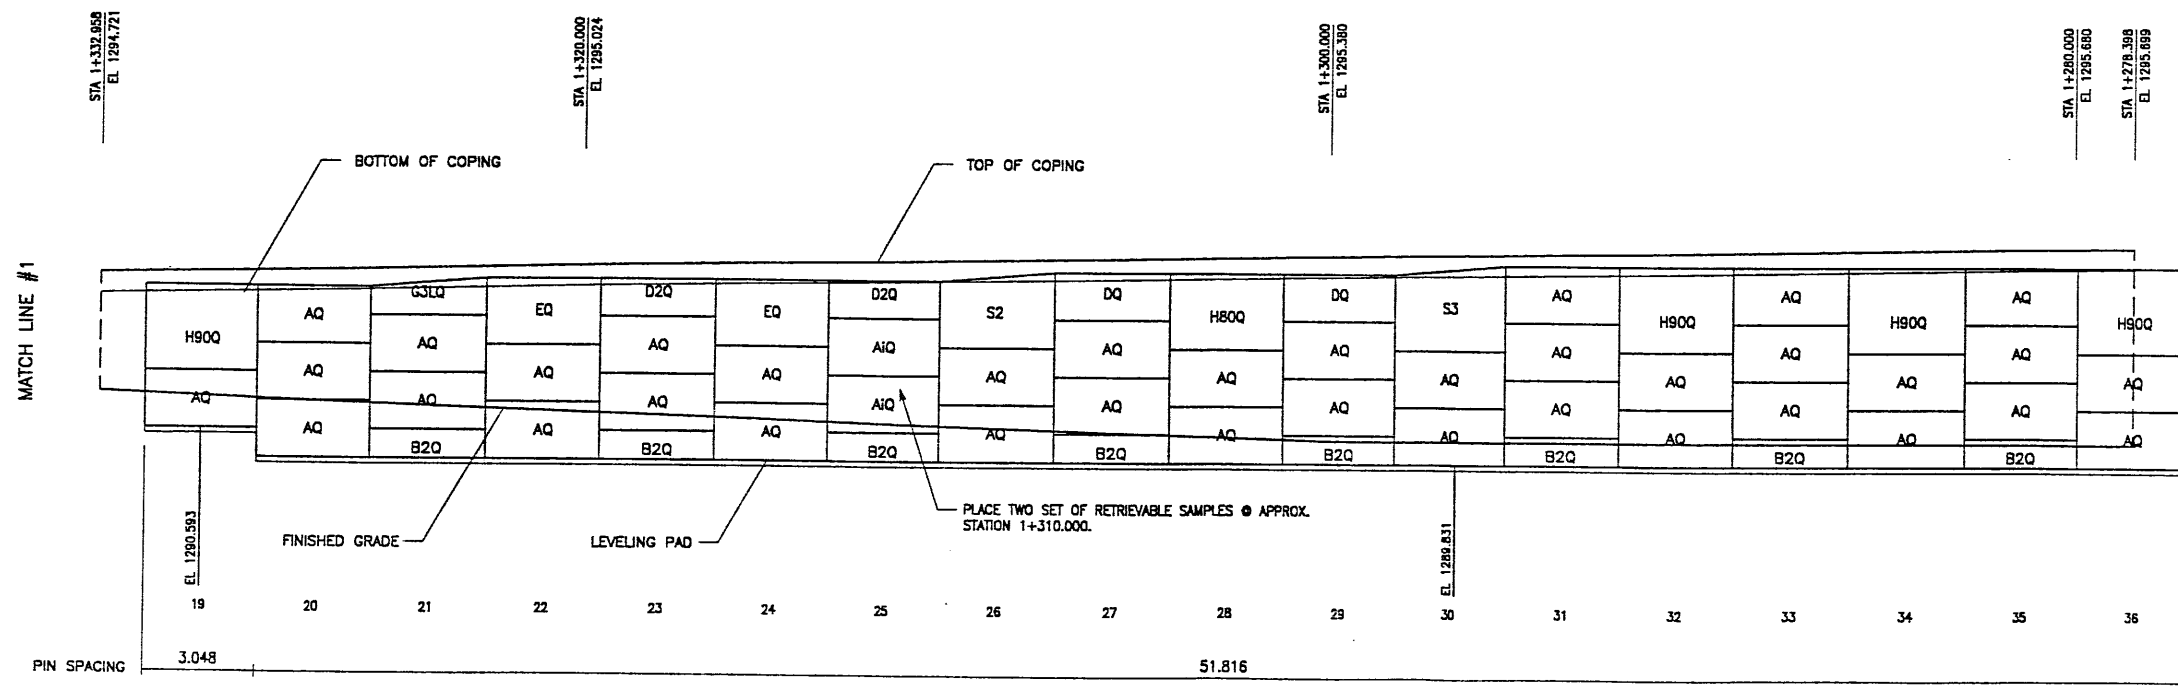 STA 1+332.958
EL 1294.721
STA 1+320.000
EL 1295.024
STA 1+300.000
EL 1295.380
STA 1+280.000
EL 1295.680
STA 1+278.398
EL 1295.699
BOTTOM OF COPING
TOP OF COPING
MATCH LINE #1
H90Q
AQ
AQ
AQ
AQ
G3LQ
AQ
AQ
B2Q
EQ
AQ
AQ
D2Q
AQ
AQ
B2Q
EQ
AQ
AQ
D2Q
AiQ
AiQ
B2Q
S2
AQ
AQ
DQ
AQ
AQ
B2Q
H80Q
AQ
AQ
DQ
AQ
AQ
B2Q
S3
AQ
AQ
AQ
AQ
AQ
B2Q
H90Q
AQ
AQ
AQ
AQ
AQ
B2Q
H90Q
AQ
AQ
AQ
AQ
AQ
B2Q
H90Q
AQ
AQ
FINISHED GRADE
LEVELING PAD
PLACE TWO SET OF RETRIEVABLE SAMPLES @ APPROX.
STATION 1+310.000.
EL 1290.593
EL 1289.831
19 20 21 22 23 24 25 26 27 28 29 30 31 32 33 34 35 36
PIN SPACING 3.048 51.816